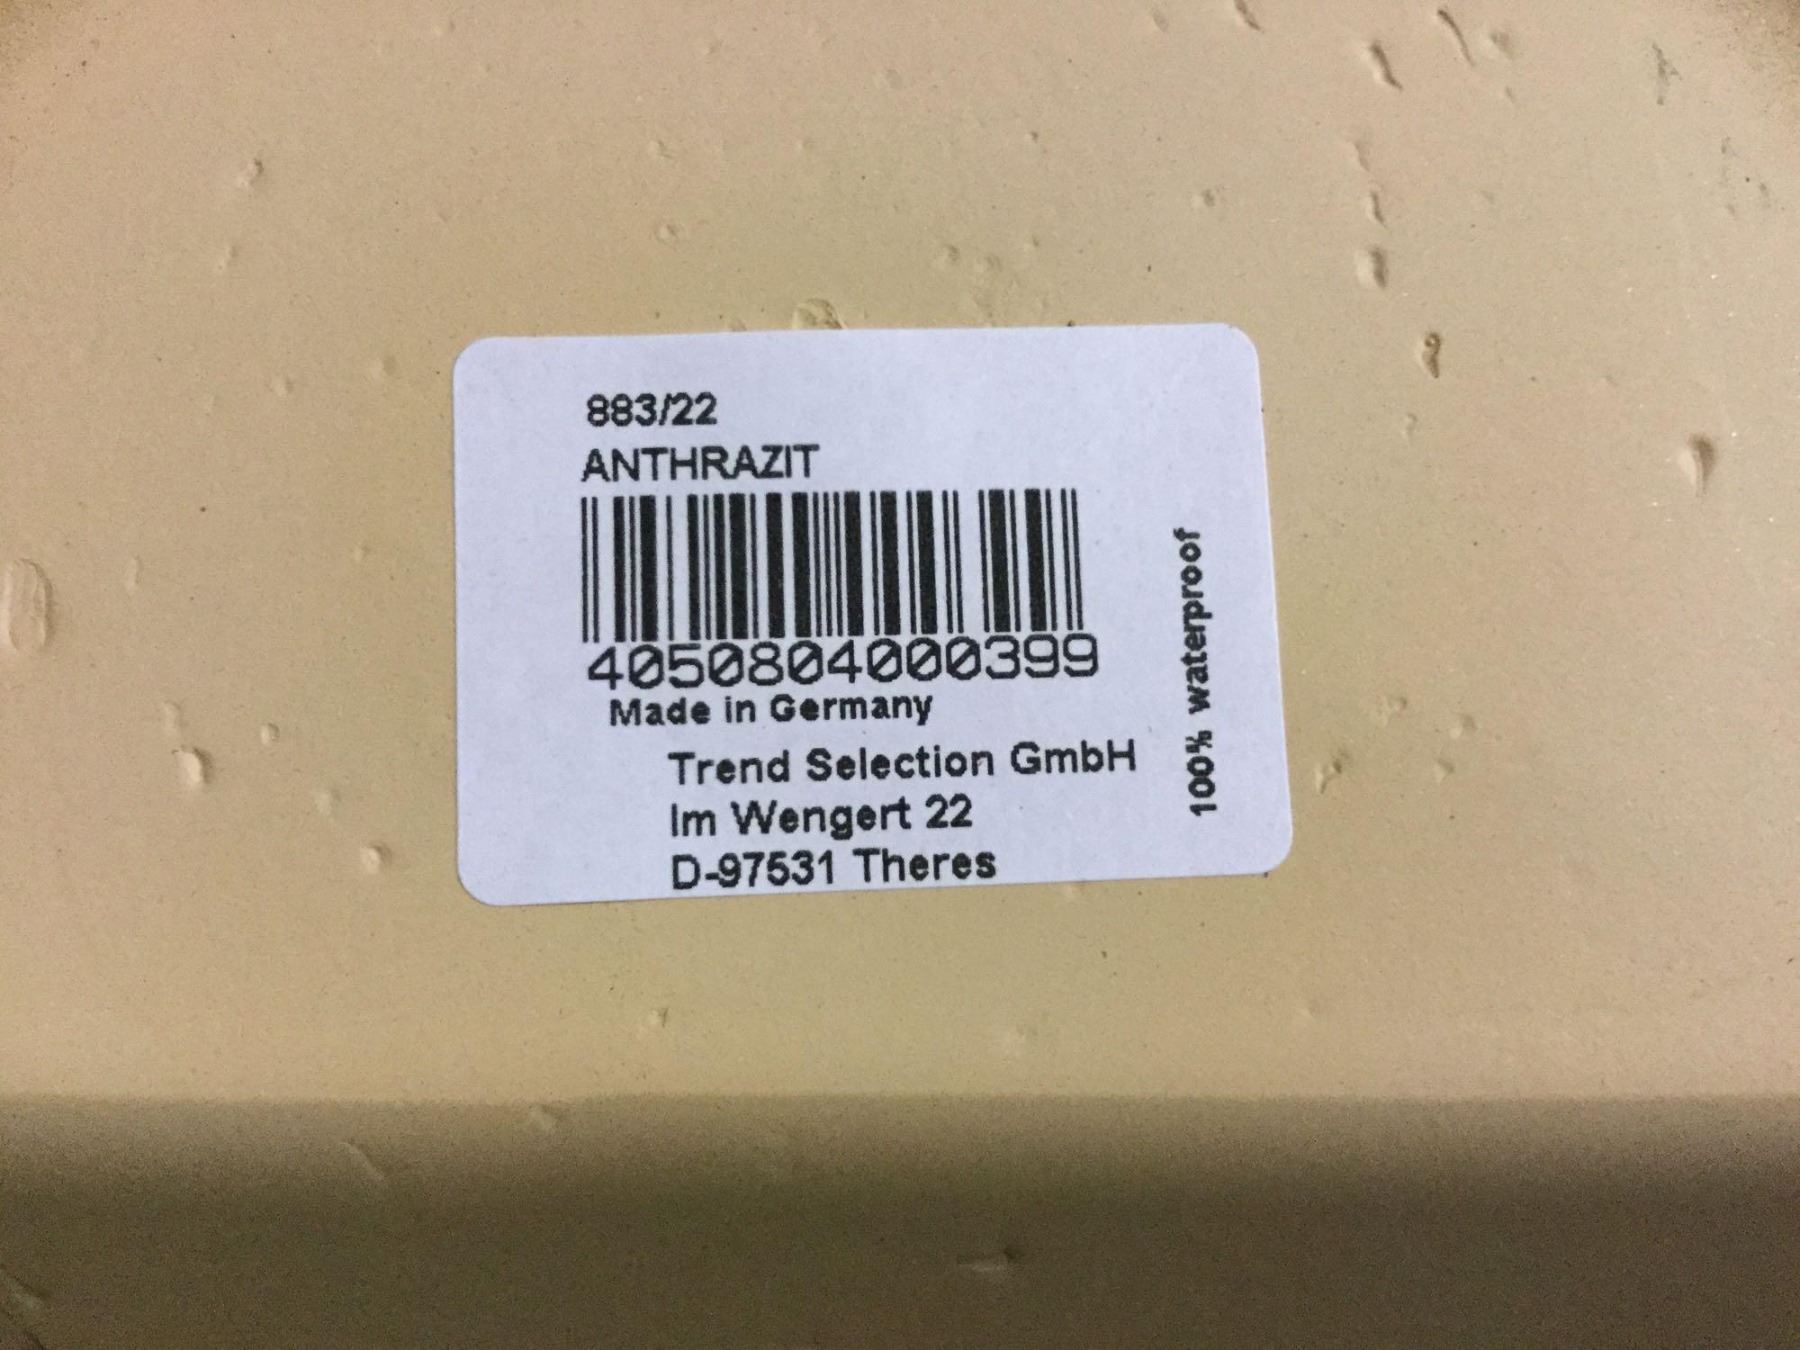 883/22
ANTHRAZIT
4050804000399
Made in Germany
Trend Selection GmbH
Im Wengert 22
D-97531 Theres
100% waterproof